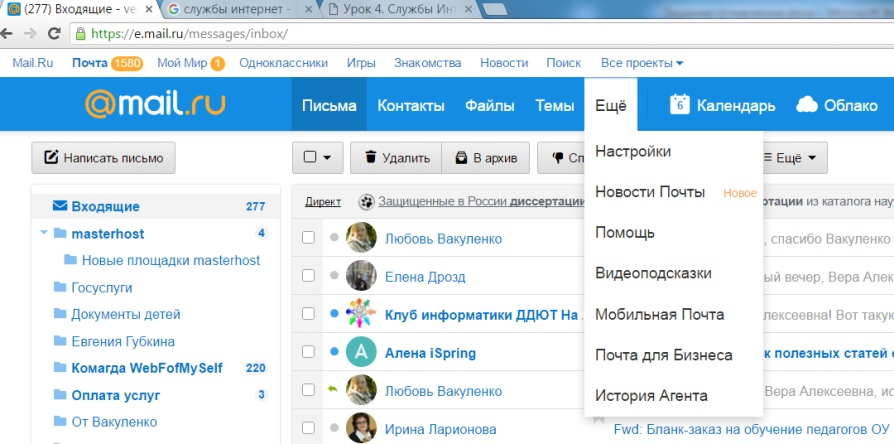 (277) Входящие - ve
службы интернет -
Урок 4. Службы Инт
https://e.mail.ru/messages/inbox/
Mail.Ru Почта 1580 Мой Мир 1 Одноклассники Игры Знакомства Новости Поиск Все проекты
@mail.ru Письма Контакты Файлы Темы Ещё 6 Календарь Облако
Написать письмо Удалить В архив Сп Ещё
Настройки
Новости Почты Новое
Помощь
Видеоподсказки
Мобильная Почта
Почта для Бизнеса
История Агента
Входящие 277
masterhost 4
Новые площадки masterhost
Госуслуги
Документы детей
Евгения Губкина
Комагда WebFofMySelf 220
Оплата услуг 3
От Вакуленко
Директ Защищенные в России диссертации ертации из каталога нау
Любовь Вакуленко , спасибо Вакуленко
Елена Дрозд ый вечер, Вера Але
Клуб информатики ДДЮТ На . лексеевна! Вот такую
А Алена iSpring к полезных статей с
Любовь Вакуленко Вера Алексеевна,
Ирина Ларионова Fwd: Бланк-заказ на обучение педагогов ОУ